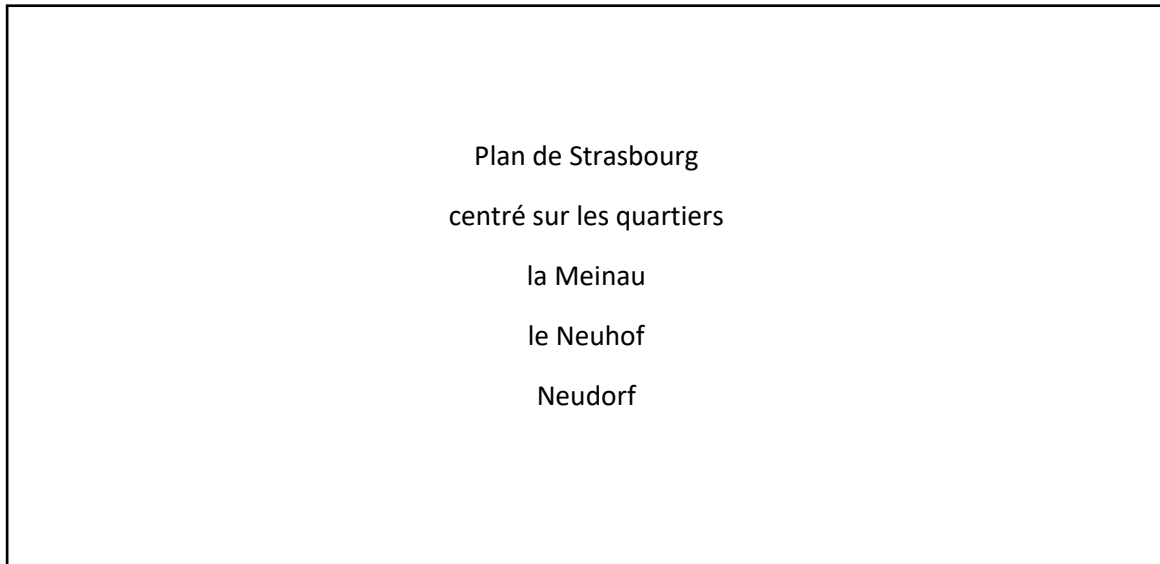 Plan de Strasbourg
centré sur les quartiers
la Meinau
le Neuhof
Neudorf